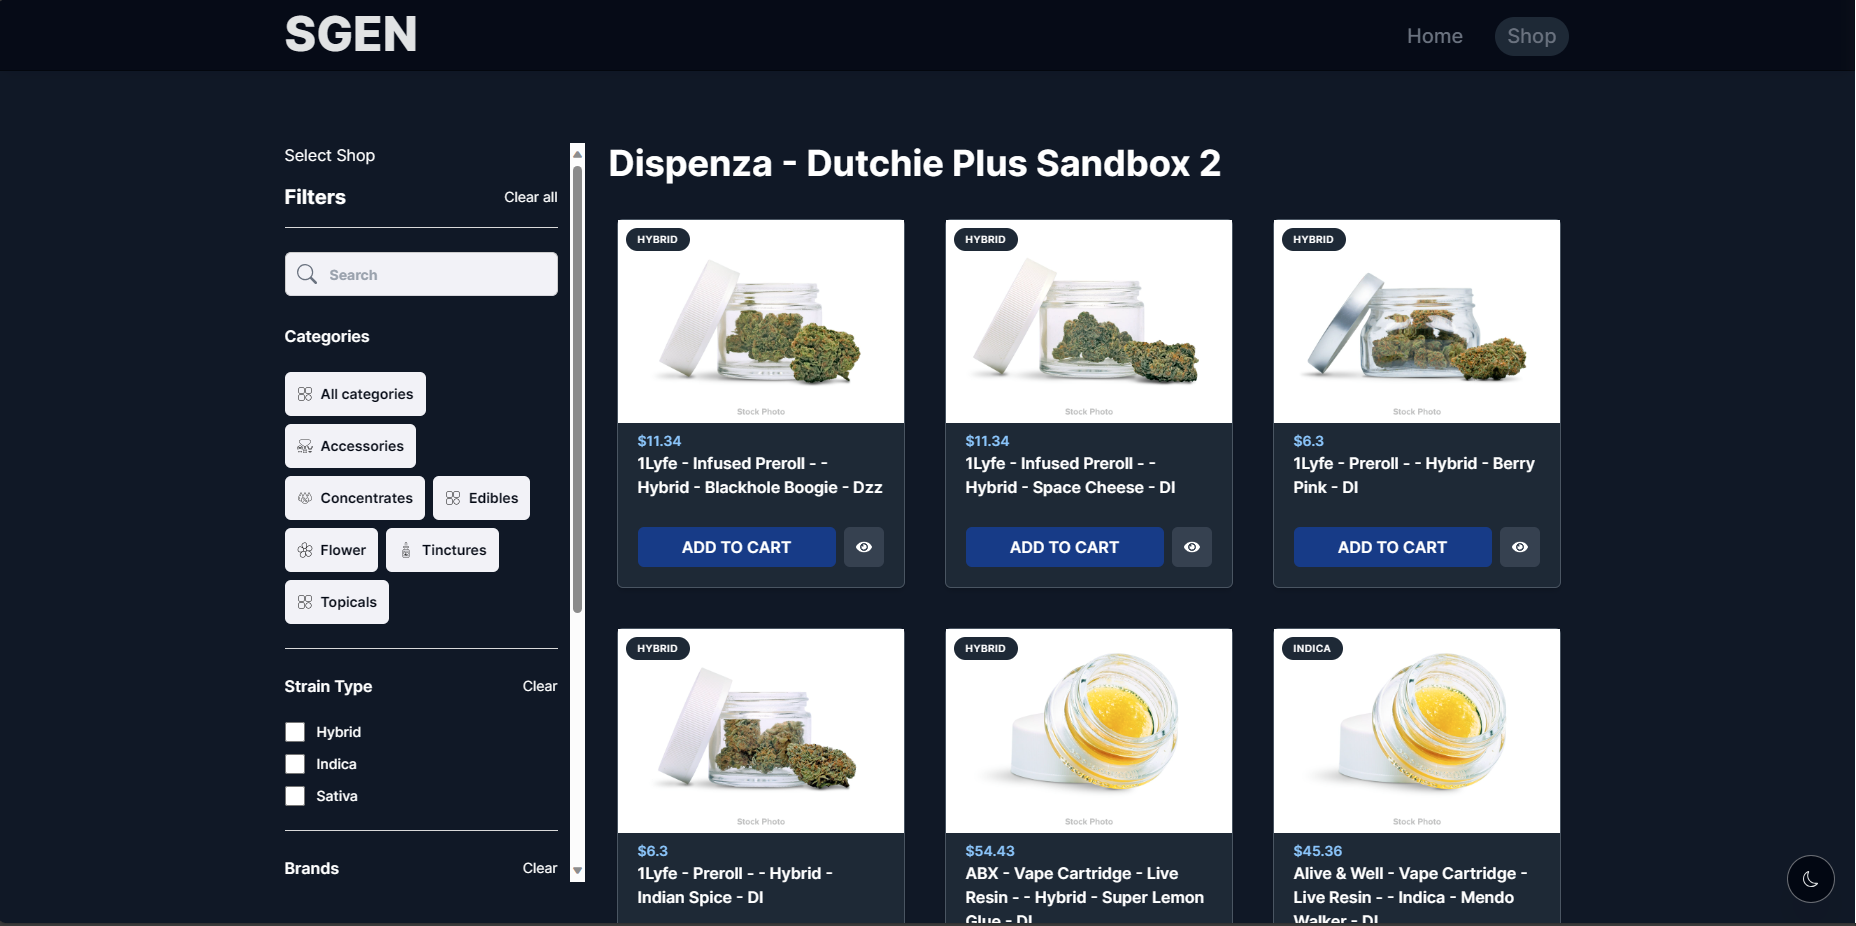 SGEN
Home
Shop
Select Shop
Filters
Clear all
Search
Categories
All categories
Accessories
Concentrates
Edibles
Flower
Tinctures
Topicals
Strain Type
Clear
Hybrid
Indica
Sativa
Brands
Clear
Dispenza - Dutchie Plus Sandbox 2
HYBRID
Stock Photo
$11.34
1Lyfe - Infused Preroll - -
Hybrid - Blackhole Boogie - Dzz
ADD TO CART
HYBRID
Stock Photo
$11.34
1Lyfe - Infused Preroll - -
Hybrid - Space Cheese - DI
ADD TO CART
HYBRID
Stock Photo
$6.3
1Lyfe - Preroll - - Hybrid - Berry
Pink - DI
ADD TO CART
HYBRID
Stock Photo
$6.3
1Lyfe - Preroll - - Hybrid -
Indian Spice - DI
HYBRID
Stock Photo
$54.43
ABX - Vape Cartridge - Live
Resin - - Hybrid - Super Lemon
Glue - DI
INDICA
Stock Photo
$45.36
Alive & Well - Vape Cartridge -
Live Resin - - Indica - Mendo
Walker - DI